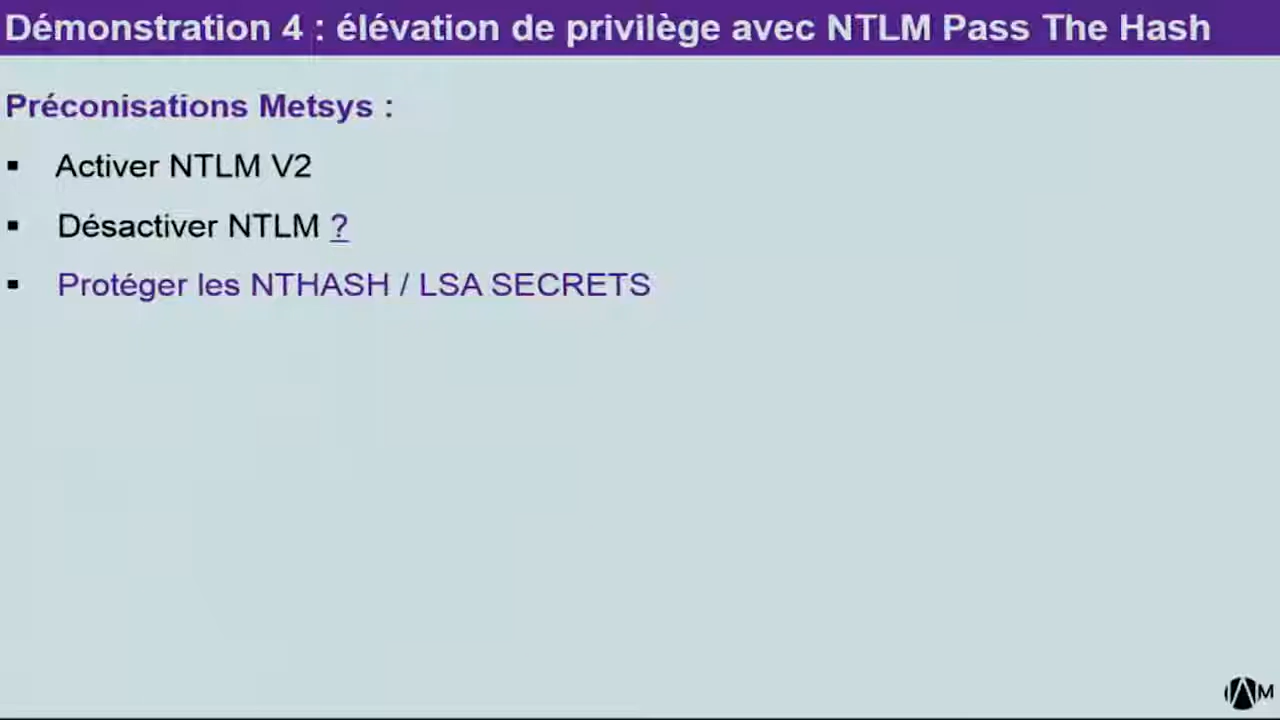 Démonstration 4 : élévation de privilège avec NTLM Pass The Hash
Préconisations Metsys :
▪ Activer NTLM V2
▪ Désactiver NTLM ?
▪ Protéger les NTHASH / LSA SECRETS
M